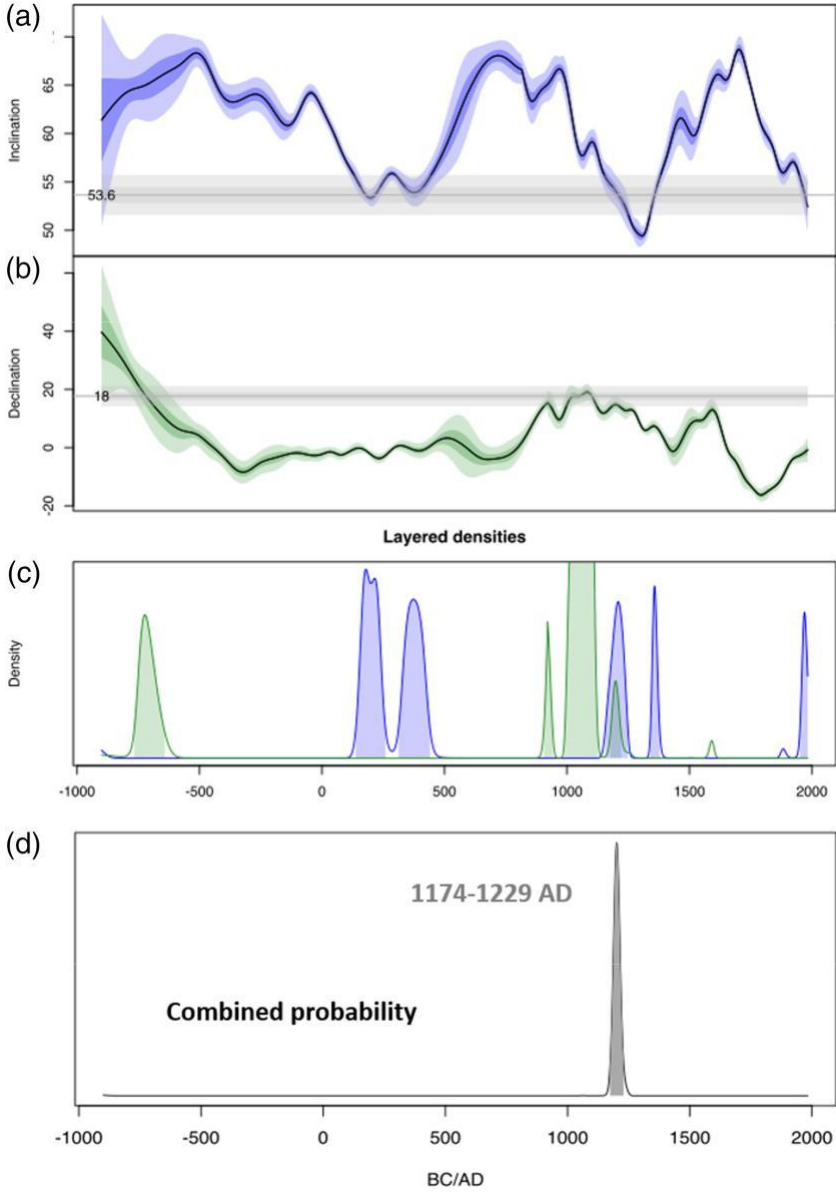 (a)
65
60
55
50
Inclination
53.6
(b)
40
20
0
-20
Declination
18
Layered densities
(c)
Density
-1000 -500 0 500 1000 1500 2000
(d)
1174-1229 AD
Combined probability
-1000 -500 0 500 1000 1500 2000
BC/AD